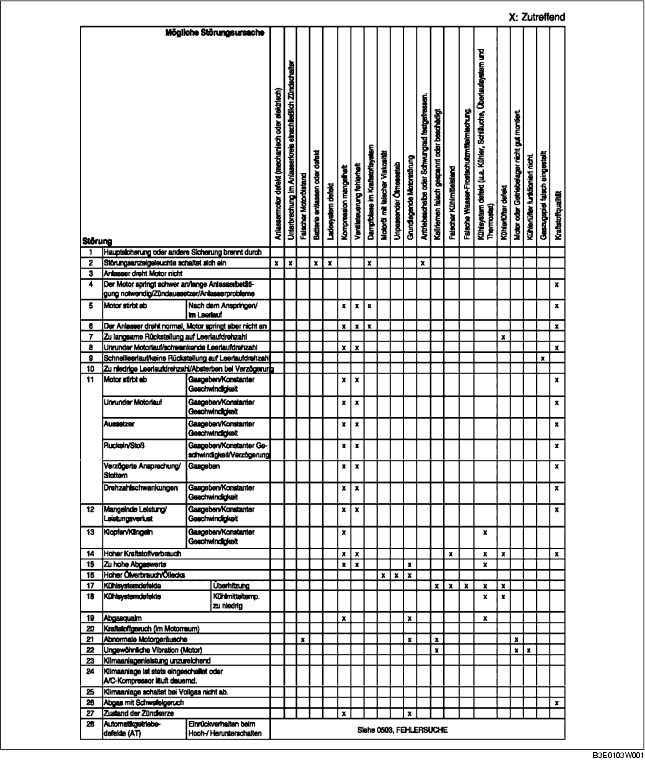 X: Zutreffend
Mögliche Störungsursache
Störung
Anlassermotor defekt (mechanisch oder elektrisch)
Unterbrechung im Anlasserkreis einschließlich Zündschalter
Falscher Motorölstand
Batterie entlassen oder defekt
Ladesystem defekt
Kompression mangelhaft
Ventilsteuerung fehlerhaft
Dampfblase im Kraftstoffsystem
Motoröl mit falscher Viskosität
Unpassender Ölmessstab
Grundlegende Motorstörung
Antriebsscheibe oder Schwungrad festgefressen.
Keilriemen falsch gespannt oder beschädigt
Falscher Kühlmittelstand
Falsche Wasser-Frostschutzmittelmischung.
Kühlsystem defekt (u.a. Kühler, Schläuche, Überlaufsystem und
Thermostat)
Kühlerlüfter defekt
Motor oder Getriebelager nicht gut montiert.
Kühlerlüfter funktioniert nicht.
Gaszugzüpel falsch eingestellt
Kraftstoffqualität
1 Hauptsicherung oder andere Sicherung brennt durch
2 Störungsanzeigeleuchte schaltet sich ein x x x x x x
3 Anlasser dreht Motor nicht
4 Der Motor springt schwer an/lange Anlasserbetäti-
gung notwendig/Zündaussetzer/Anlasserprobleme x
5 Motor stirbt ab Nach dem Anspringen/
im Leerlauf x x x x
6 Der Anlasser dreht normal, Motor springt aber nicht an x x x x
7 Zu langsame Rückstellung auf Leerlaufdrehzahl x
8 Unrunder Motorlauf/schwankende Leerlaufdrehzahl x x x
9 Schnellleerlauf/keine Rückstellung auf Leerlaufdrehzahl x
10 Zu niedrige Leerlaufdrehzahl/Absterben bei Verzögerung
11 Motor stirbt ab Gasgeben/Konstanter
Geschwindigkeit x x x
Unrunder Motorlauf Gasgeben/Konstanter
Geschwindigkeit x x x
Aussetzer Gasgeben/Konstanter
Geschwindigkeit x x x
Ruckeln/Stoß Gasgeben/Konstanter Ge-
schwindigkeit/Verzögerung x x x
Verzögerte Ansprechung/
Stottern Gasgeben x x x
Drehzahlschwankungen Gasgeben/Konstanter
Geschwindigkeit x x x
12 Mangelnde Leistung/
Leistungsverlust Gasgeben/Konstanter
Geschwindigkeit x x x
13 Klopfen/Klingeln Gasgeben/Konstanter
Geschwindigkeit x x
14 Hoher Kraftstoffverbrauch x x x x x x
15 Zu hohe Abgaswerte x x x x
16 Hoher Ölverbrauch/Öllecks x x x
17 Kühlsystemdefekte Überhitzung x x x x x
18 Kühlsystemdefekte Kühlmitteltemp.
zu niedrig x x
19 Abgasqualm x x x
20 Kraftstoffgeruch (im Motorraum)
21 Abnormale Motorgeräusche x x x x
22 Ungewöhnliche Vibration (Motor) x x x
23 Klimaanlagenleistung unzureichend
24 Klimaanlage ist stets eingeschaltet oder
A/C-Kompressor läuft dauernd.
25 Klimaanlage schaltet bei Vollgas nicht ab.
26 Abgas mit Schwefelgeruch x
27 Zustand der Zündkerze x x
28 Automatikgetriebe-
defekte (AT) Einrückverhalten beim
Hoch-/ Herunterschalten Siehe 0503, FEHLERSUCHE
B3E0103W001